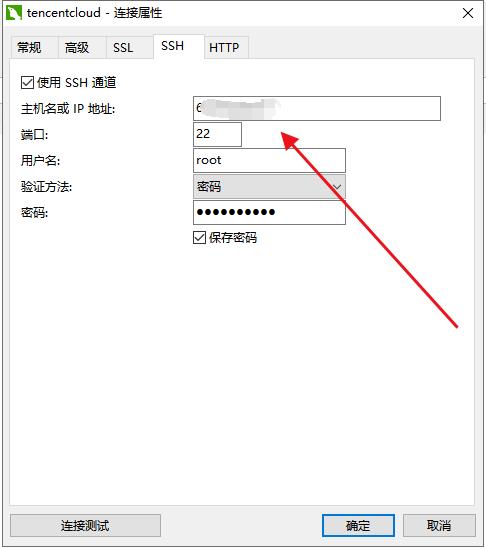 tencentcloud - 连接属性
常规 高级 SSL SSH HTTP
使用 SSH 通道
主机名或 IP 地址: 6
端口: 22
用户名: root
验证方法: 密码
密码: ●●●●●●●●●●
保存密码
连接测试 确定 取消